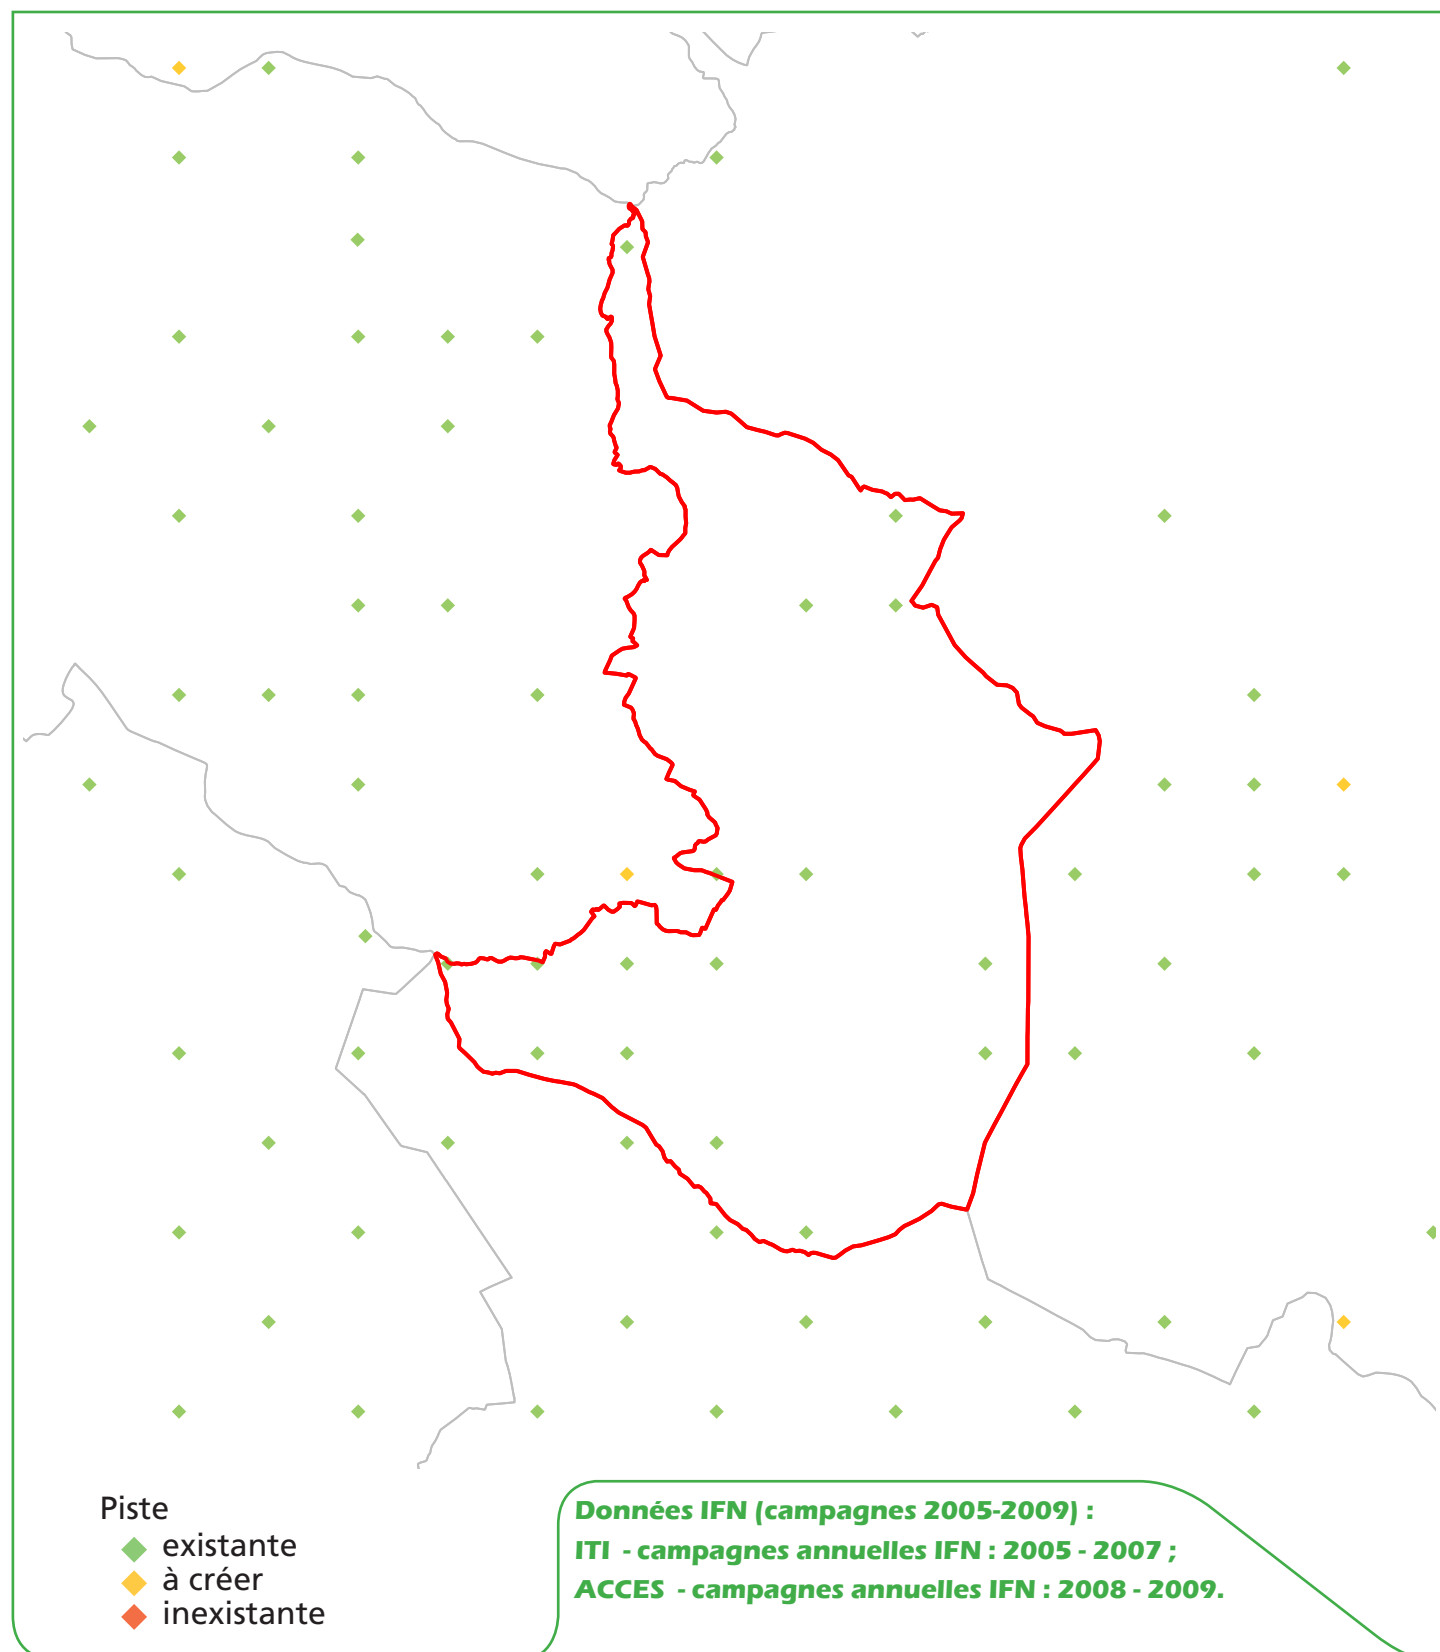 Piste
existante
à créer
inexistante
Données IFN (campagnes 2005-2009) :
ITI - campagnes annuelles IFN : 2005 - 2007 ;
ACCES - campagnes annuelles IFN : 2008 - 2009.